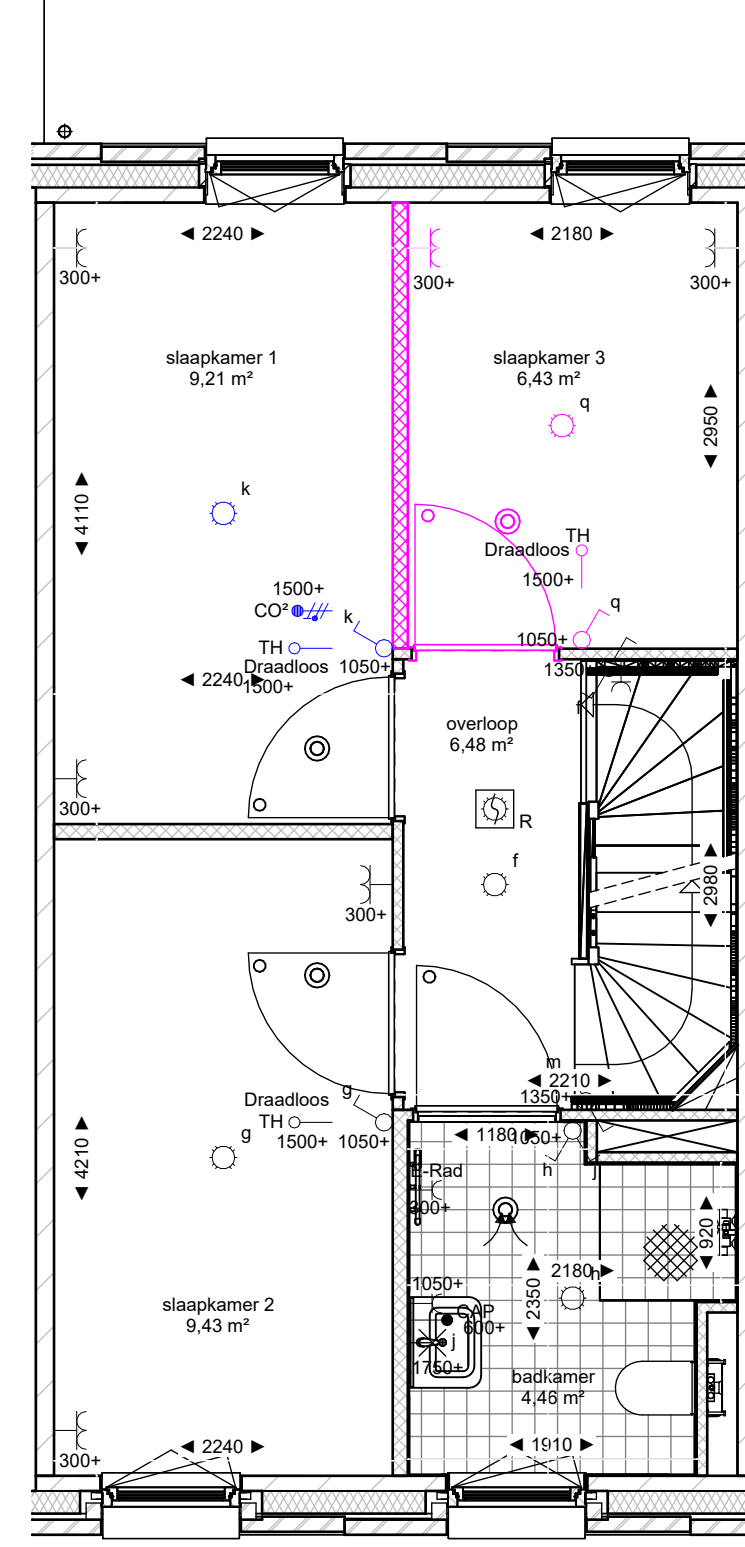 2240
2180
300+
300+
300+
slaapkamer 1
9,21 m²
slaapkamer 3
6,43 m²
q
2950
k
4110
TH
Draadloos
1500+
1500+
CO²
k
q
TH
1050+
1050+
Draadloos
1350
2240
1500+
f
overloop
6,48 m²
300+
R
f
2980
300+
m
2210
Draadloos
g
1350+
TH
1500+
1050+
g
1180
1050+
4210
E-Rad
h
j
300+
920
2180
h
1050+
2350
slaapkamer 2
9,43 m²
CAP
600+
j
1750+
badkamer
4,46 m²
2240
1910
300+